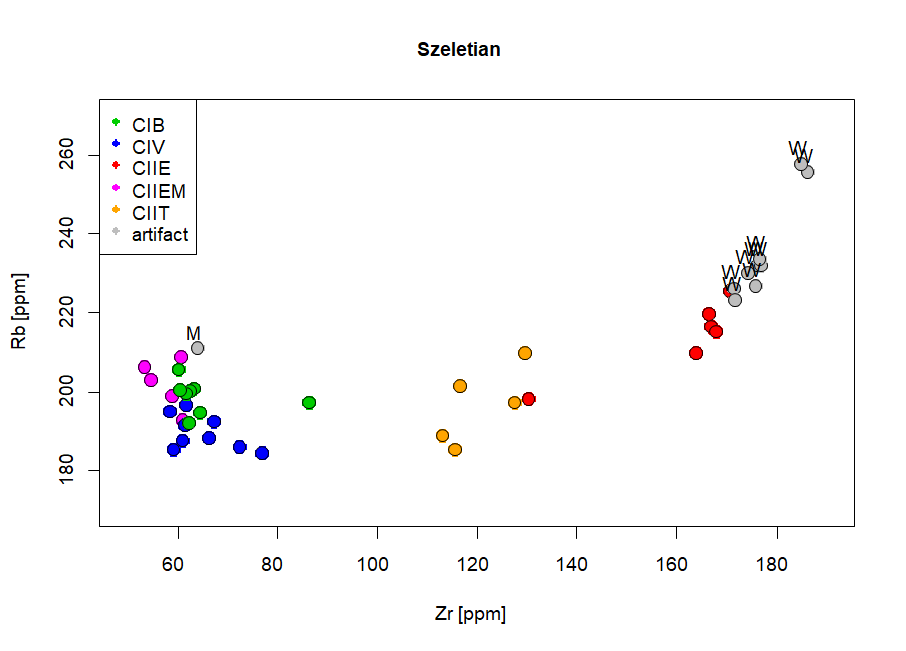 Szeletian
CIB
CIV
CIIE
CIIEM
CIIT
artifact
M
W
W
W
W
W
W
W
W
W
Rb [ppm]
180
200
220
240
260
60
80
100
120
140
160
180
Zr [ppm]